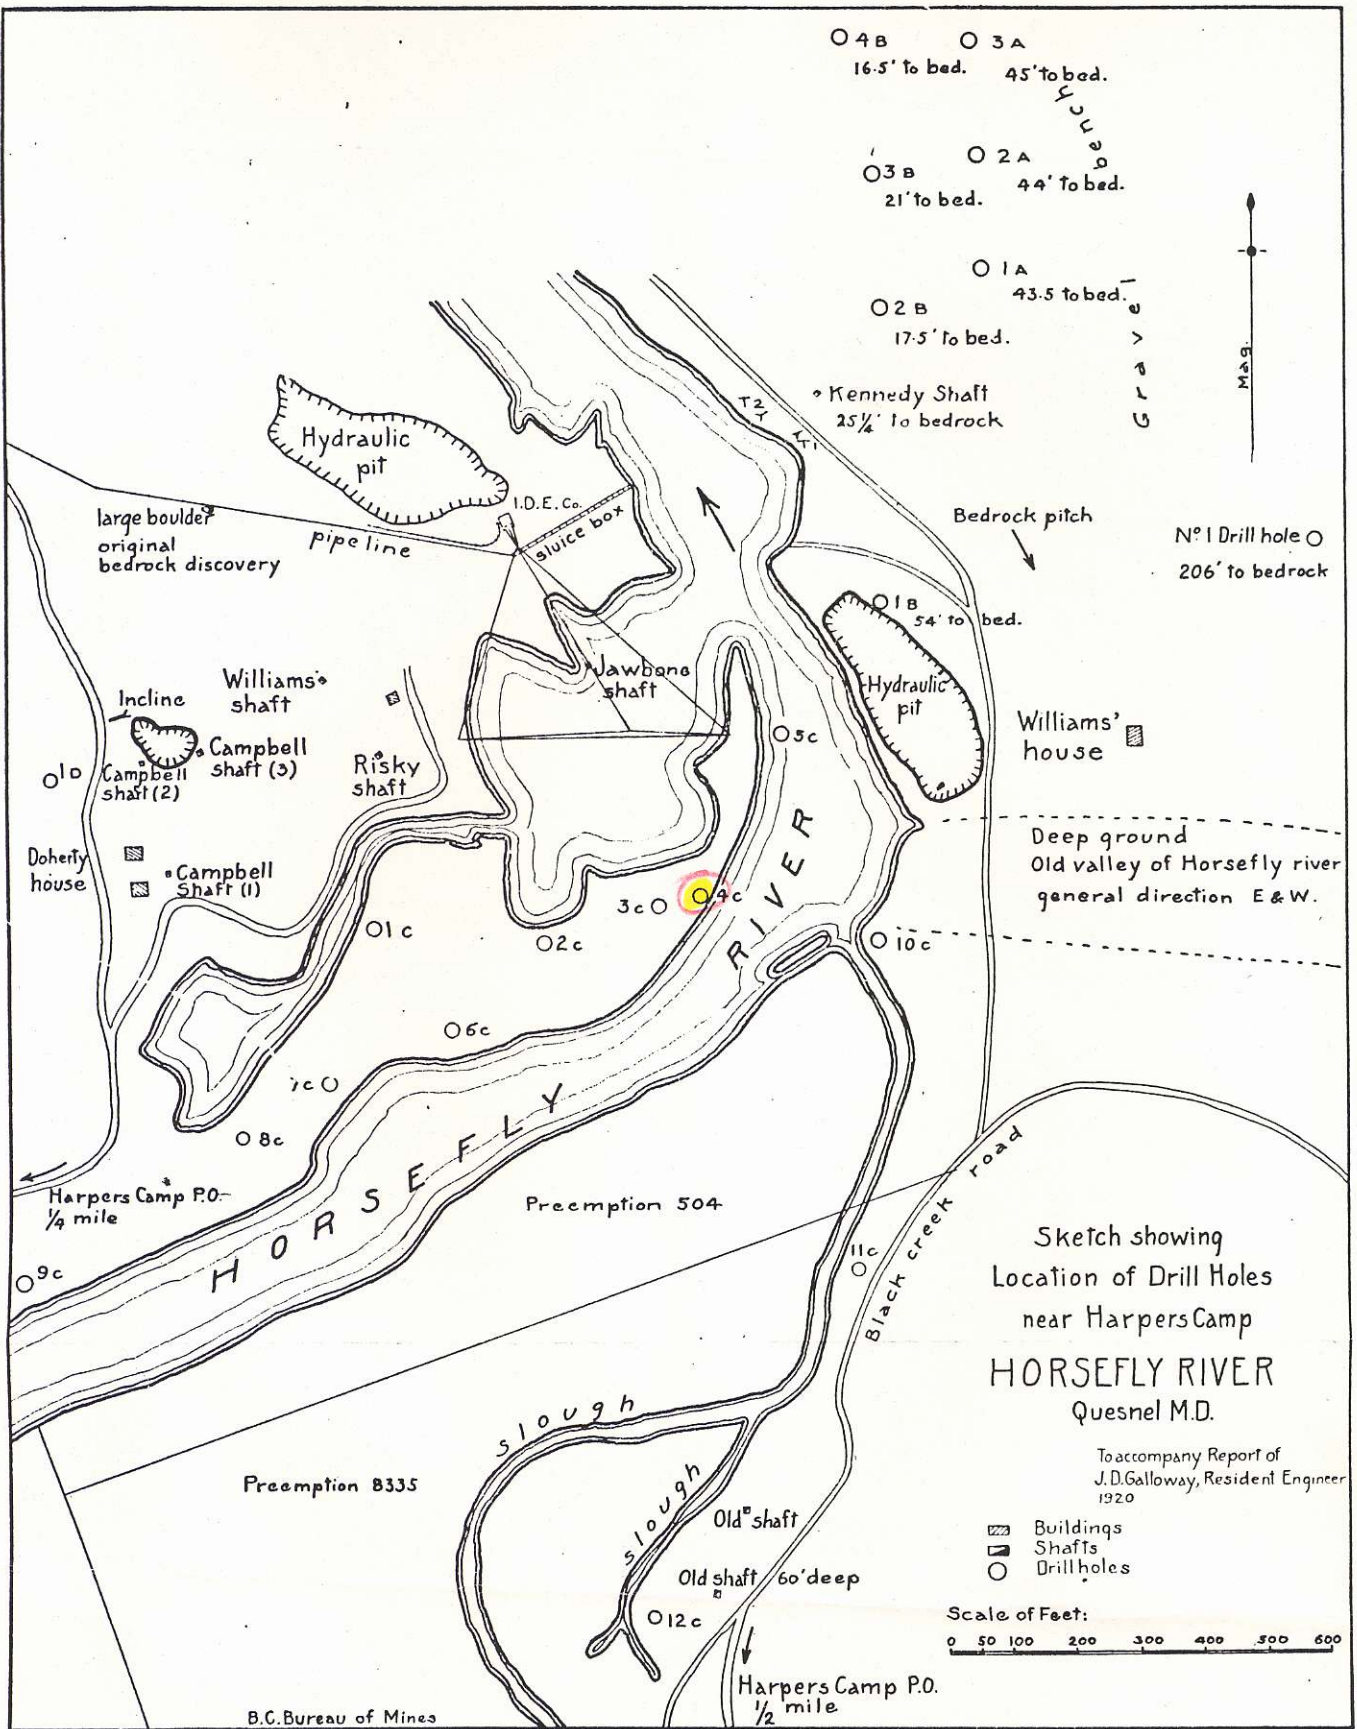 4B
3A
16.5' to bed.
45' to bed.
Gravel bench
2A
44' to bed.
3B
21' to bed.
1A
43.5 to bed.
2B
17.5' to bed.
Mag.
Kennedy Shaft
25¼' to bedrock
Hydraulic
pit
I.D.E. Co.
sluice box
pipe line
large boulder
original
bedrock discovery
Bedrock pitch
Nº 1 Drill hole
206' to bedrock
1B
54' to bed.
Hydraulic
pit
Williams'
house
Jawbone
shaft
Williams
shaft
Incline
Campbell
shaft (3)
Campbell
shaft (2)
1D
Risky
shaft
5c
Doherty
house
Campbell
Shaft (1)
Deep ground
Old valley of Horsefly river
general direction E & W.
3c
4c
1c
2c
10c
6c
7c
8c
HORSEFLY RIVER
Harpers Camp P.O.
¼ mile
9c
Preemption 504
11c
Black creek road
Sketch showing
Location of Drill Holes
near Harpers Camp
HORSEFLY RIVER
Quesnel M.D.
To accompany Report of
J.D. Galloway, Resident Engineer
1920
Buildings
Shafts
Drillholes
Scale of Feet:
0 50 100 200 300 400 500 600
slough
slough
Preemption 8335
Old shaft
Old shaft 60' deep
12c
Harpers Camp P.O.
½ mile
B.C. Bureau of Mines